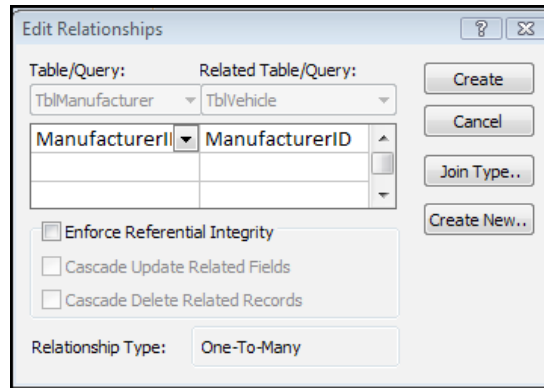 Edit Relationships
Table/Query: Related Table/Query:
TblManufacturer TblVehicle
ManufacturerI ManufacturerID
Enforce Referential Integrity
Cascade Update Related Fields
Cascade Delete Related Records
Relationship Type: One-To-Many
Create
Cancel
Join Type..
Create New..